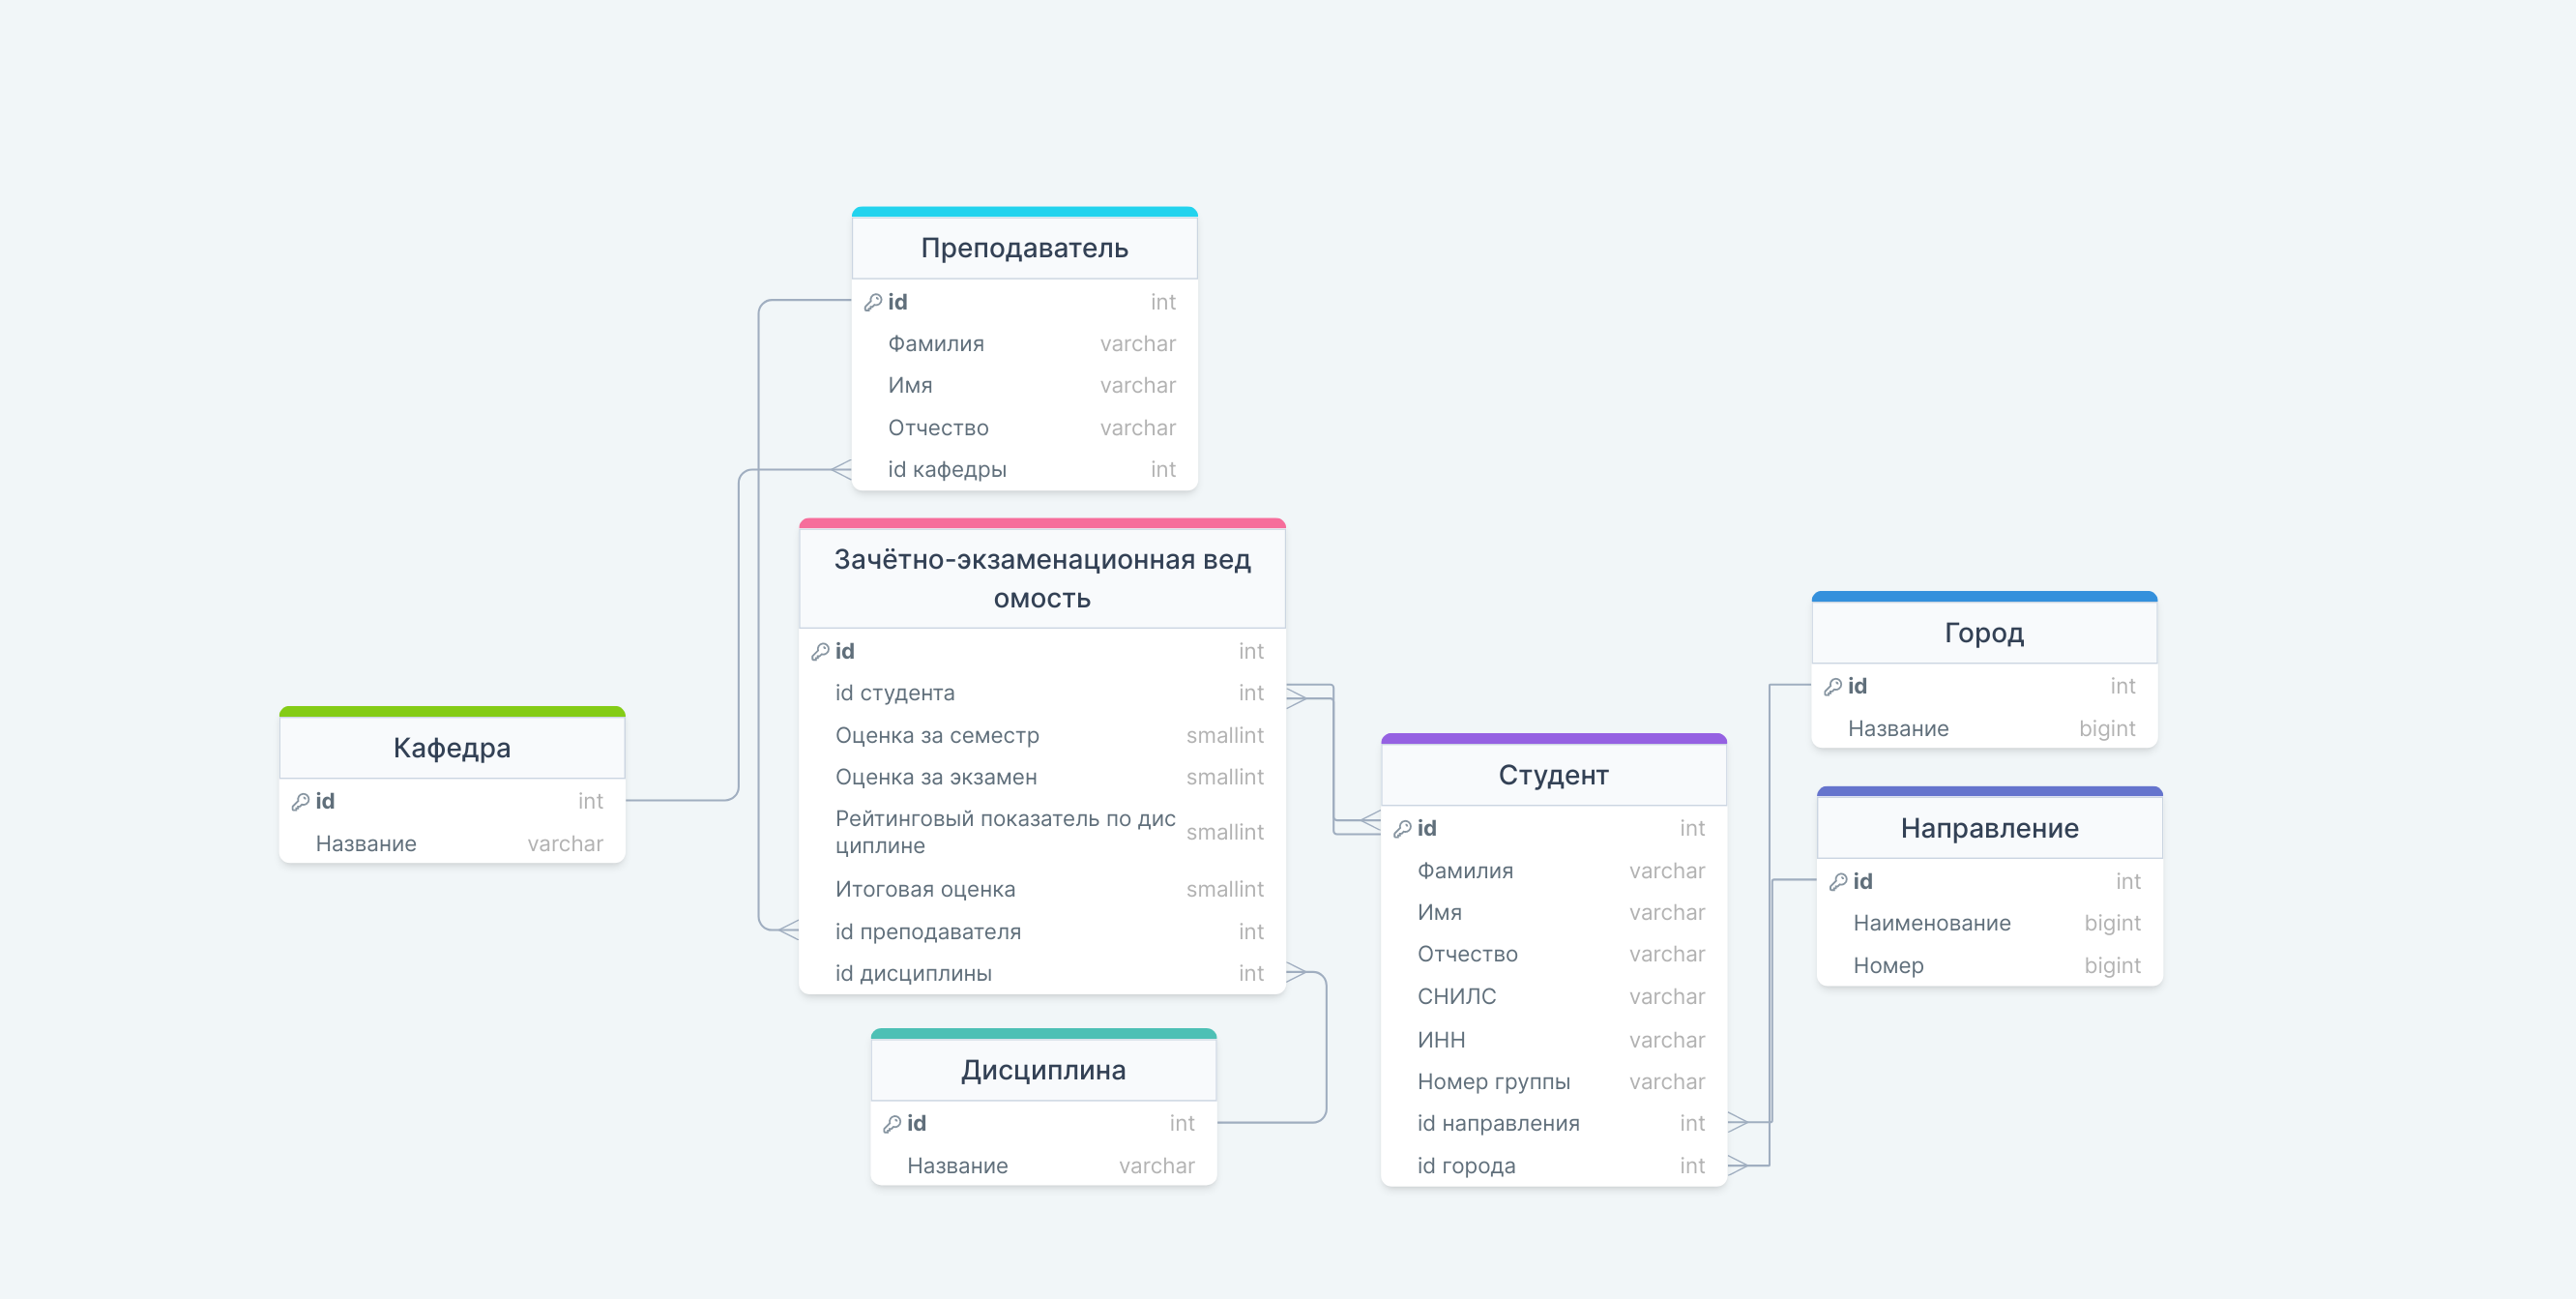 Преподаватель
id int
Фамилия varchar
Имя varchar
Отчество varchar
id кафедры int
Зачётно-экзаменационная вед
омость
id int
id студента int
Оценка за семестр smallint
Оценка за экзамен smallint
Рейтинговый показатель по дис
циплине smallint
Итоговая оценка smallint
id преподавателя int
id дисциплины int
Кафедра
id int
Название varchar
Дисциплина
id int
Название varchar
Студент
id int
Фамилия varchar
Имя varchar
Отчество varchar
СНИЛС varchar
ИНН varchar
Номер группы varchar
id направления int
id города int
Город
id int
Название bigint
Направление
id int
Наименование bigint
Номер bigint